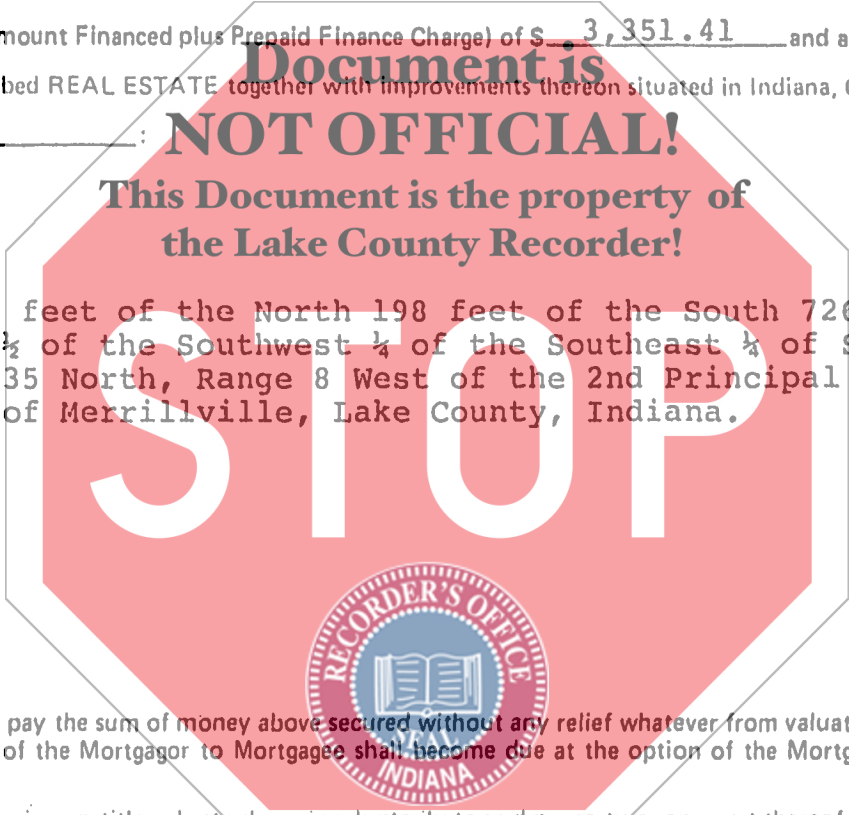 mount Financed plus Prepaid Finance Charge) of $ 3,351.41 and a
Document is
bed REAL ESTATE together with improvements thereon situated in Indiana,
:
NOT OFFICIAL!
This Document is the property of
the Lake County Recorder!
feet of the North 198 feet of the South 726
½ of the Southwest ¼ of the Southeast ¼ of S
35 North, Range 8 West of the 2nd Principal
of Merrillville, Lake County, Indiana.
STOP
RECORDER'S OFFICE
SEAL
INDIANA
pay the sum of money above secured without any relief whatever from valuat
of the Mortgagor to Mortgagee shall become due at the option of the Mortg